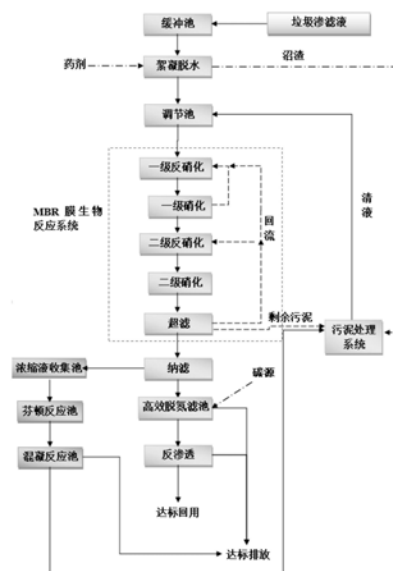 缓冲池
垃圾渗滤液
药剂
絮凝脱水
沼渣
调节池
MBR 膜生物
反应系统
一级反硝化
一级硝化
二级反硝化
二级硝化
超滤
回流
清液
剩余污泥
污泥处理
系统
浓缩液收集池
纳滤
碳源
芬顿反应池
高效脱氮滤池
混凝反应池
反渗透
达标回用
达标排放